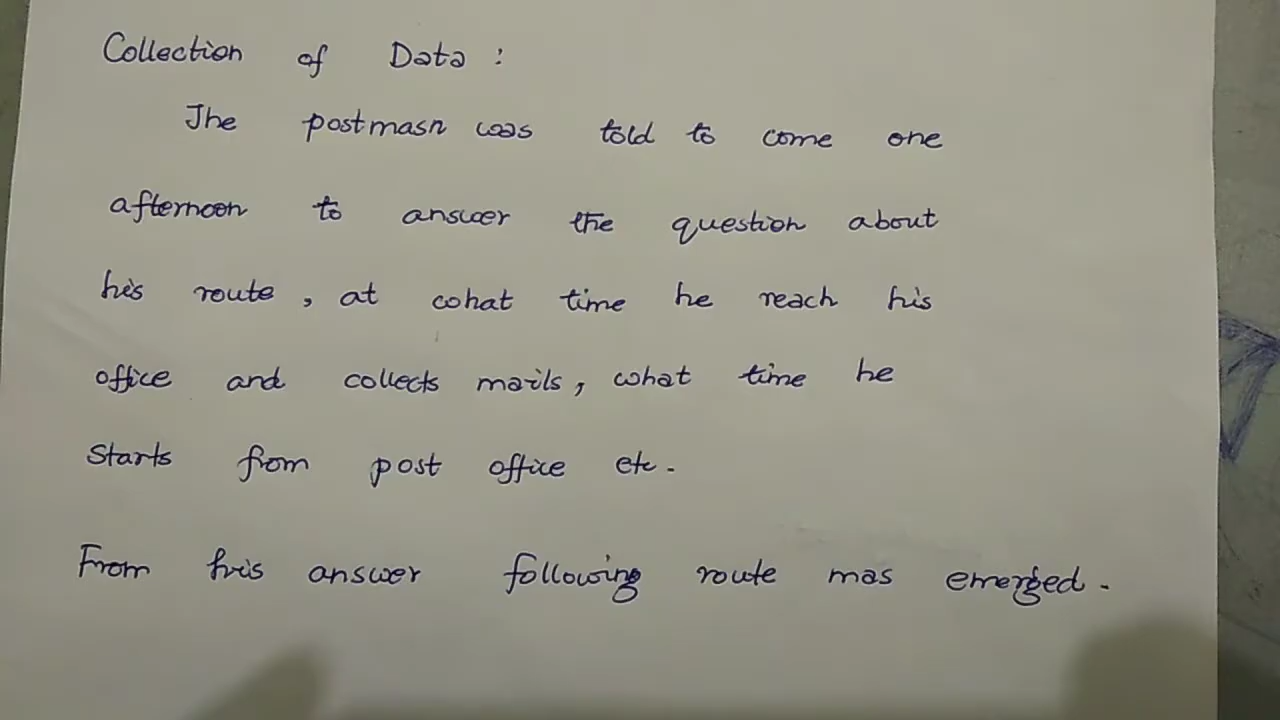 Collection of Data :
The postmasn was told to come one
afternoon to answer the question about
his route, at what time he reach his
office and collects mails, what time he
Starts from post office etc.
From his answer following route mas emerged.